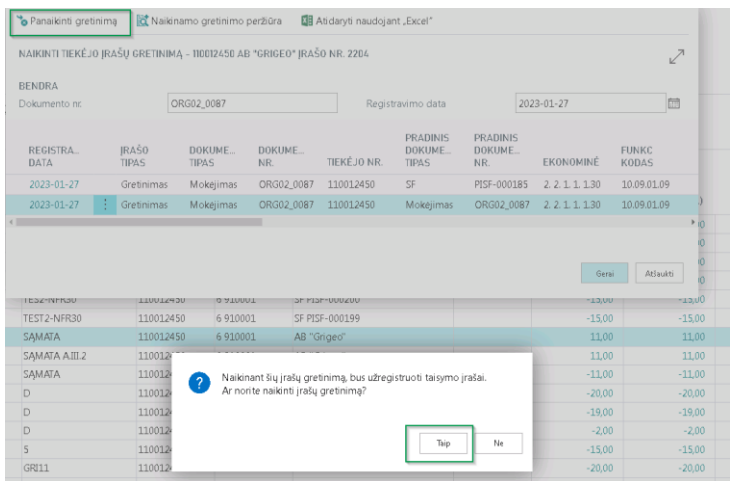 Panaikinti gretinimą Naikinamo gretinimo peržiūra Atidaryti naudojant „Excel“
NAIKINTI TIEKĖJO ĮRAŠŲ GRETINIMĄ - 110012450 AB "GRIGEO" ĮRAŠO NR. 2204
BENDRA
Dokumento nr. ORG02_0087 Registravimo data 2023-01-27
REGISTRA... DATA ĮRAŠO TIPAS DOKUME... TIPAS DOKUME... NR. TIEKĖJO NR. PRADINIS DOKUME... TIPAS PRADINIS DOKUME... NR. EKONOMINĖ FUNKC KODAS
2023-01-27 Gretinimas Mokėjimas ORG02_0087 110012450 SF PISF-000185 2. 2. 1. 1. 1.30 10.09.01.09
2023-01-27 Gretinimas Mokėjimas ORG02_0087 110012450 Mokėjimas ORG02_0087 2. 2. 1. 1. 1.30 10.09.01.09
Gerai Atšaukti
TEST2-NFR30 110012450 6 910001 SF PISF-000200 -15,00 -15,00
TEST2-NFR30 110012450 6 910001 SF PISF-000199 -15,00 -15,00
SĄMATA 110012450 6 910001 AB "Grigeo" 11,00 11,00
SĄMATA A.III.2 110012 11,00 11,00
SĄMATA 110012 -11,00 -11,00
D 110012 -20,00 -20,00
D 110012 -19,00 -19,00
D 110012 -2,00 -2,00
S 110012 -15,00 -15,00
GRI11 110012 -20,00 -20,00
Naikinant šių įrašų gretinimą, bus užregistruoti taisymo įrašai.
Ar norite naikinti įrašų gretinimą?
Taip Ne